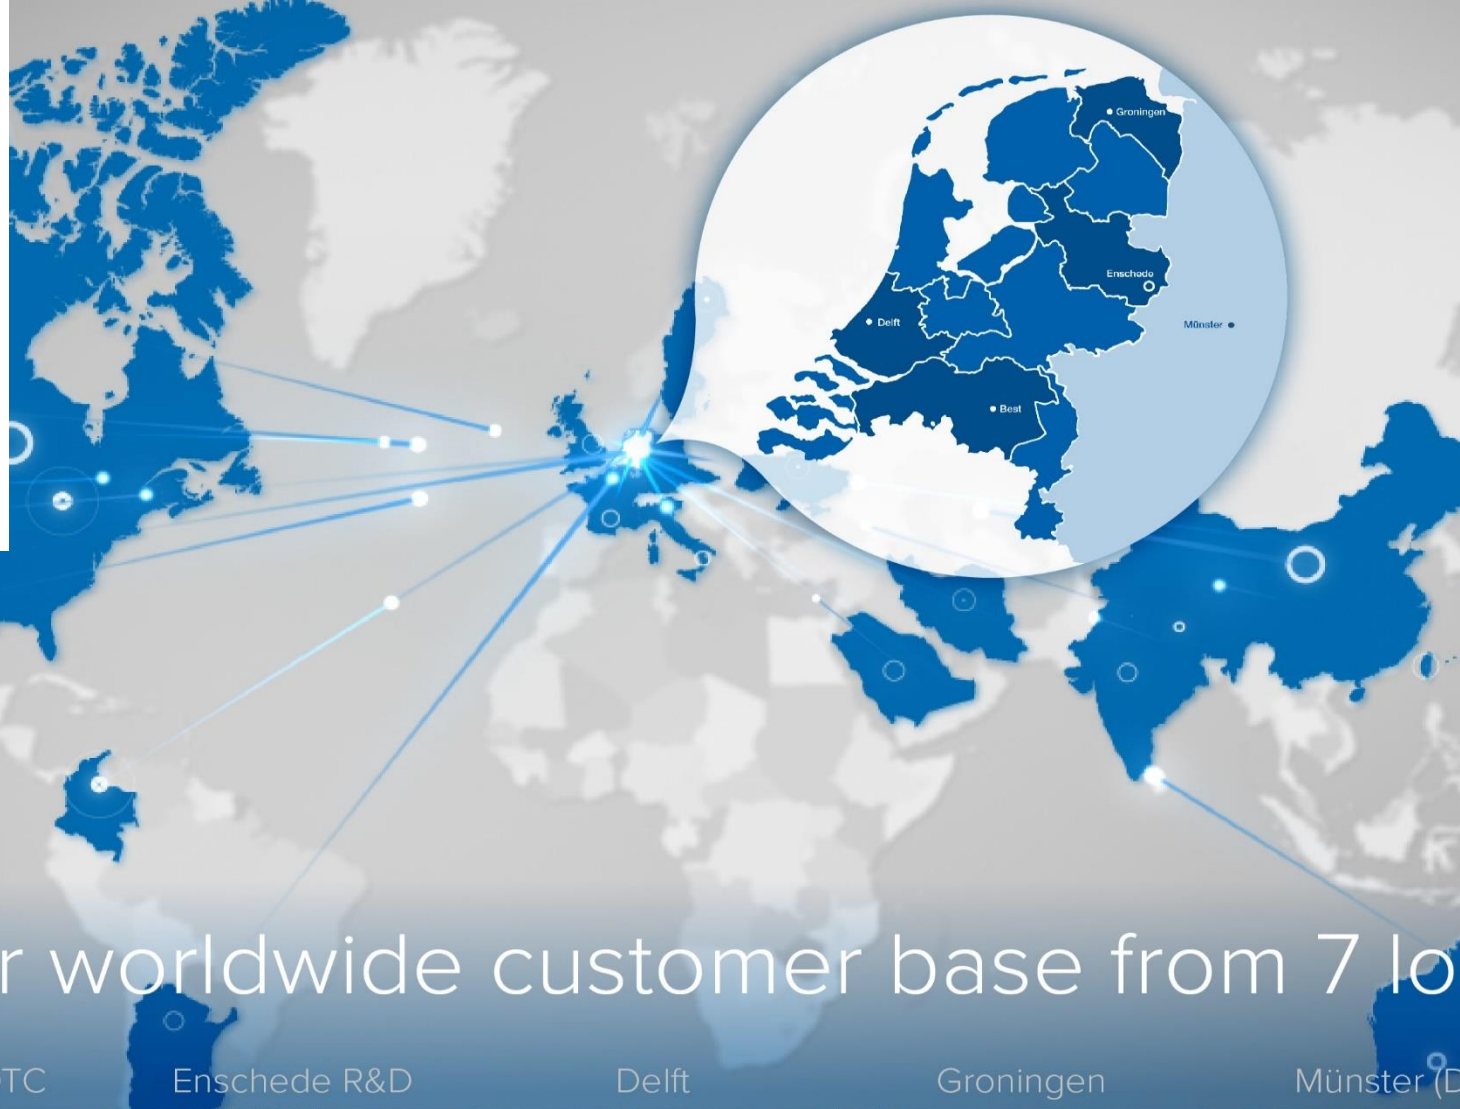 Groningen
Enschede
Delft
Münster
Best
r worldwide customer base from 7 lo
TC Enschede R&D Delft Groningen Münster (D